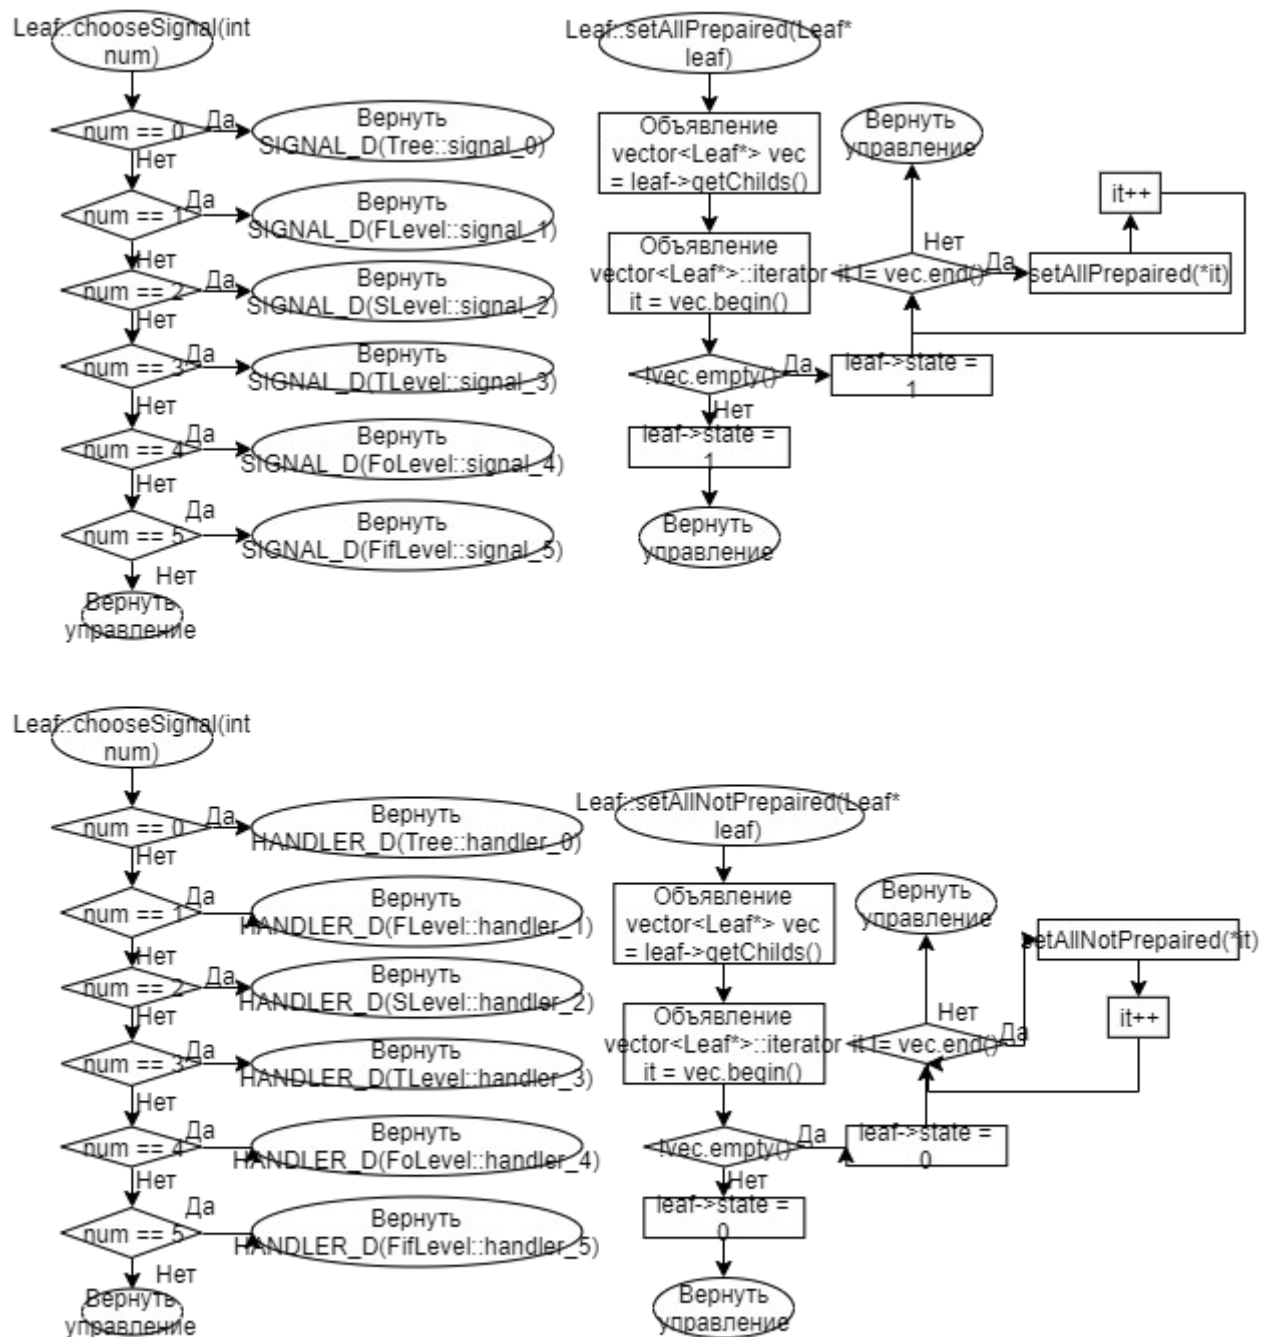 Leaf::chooseSignal(int
num)
num == 0
Да
Вернуть
SIGNAL_D(Tree::signal_0)
Нет
num == 1
Да
Вернуть
SIGNAL_D(FLevel::signal_1)
Нет
num == 2
Да
Вернуть
SIGNAL_D(SLevel::signal_2)
Нет
num == 3
Да
Вернуть
SIGNAL_D(TLevel::signal_3)
Нет
num == 4
Да
Вернуть
SIGNAL_D(FoLevel::signal_4)
Нет
num == 5
Да
Вернуть
SIGNAL_D(FifLevel::signal_5)
Нет
Вернуть
управление
Leaf::setAllPrepaired(Leaf*
leaf)
Объявление
vector<Leaf*> vec
= leaf->getChilds()
Объявление
vector<Leaf*>::iterator
it = vec.begin()
!vec.empty()
Да
leaf->state =
1
Нет
leaf->state =
1
Вернуть
управление
it != vec.end()
Нет
Вернуть
управление
Да
setAllPrepaired(*it)
it++
Leaf::chooseSignal(int
num)
num == 0
Да
Вернуть
HANDLER_D(Tree::handler_0)
Нет
num == 1
Да
Вернуть
HANDLER_D(FLevel::handler_1)
Нет
num == 2
Да
Вернуть
HANDLER_D(SLevel::handler_2)
Нет
num == 3
Да
Вернуть
HANDLER_D(TLevel::handler_3)
Нет
num == 4
Да
Вернуть
HANDLER_D(FoLevel::handler_4)
Нет
num == 5
Да
Вернуть
HANDLER_D(FifLevel::handler_5)
Нет
Вернуть
управление
Leaf::setAllNotPrepaired(Leaf*
leaf)
Объявление
vector<Leaf*> vec
= leaf->getChilds()
Объявление
vector<Leaf*>::iterator
it = vec.begin()
!vec.empty()
Да
leaf->state =
0
Нет
leaf->state =
0
Вернуть
управление
it != vec.end()
Нет
Вернуть
управление
Да
setAllNotPrepaired(*it)
it++